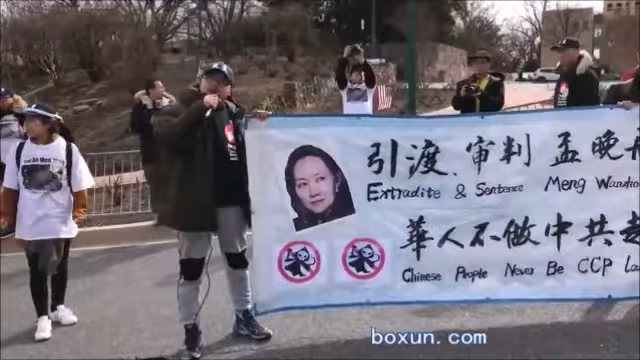 引渡、审判 孟晚
Extradite & Sentence Meng
華人不做中共
Chinese People Never Be CCP
boxun.com